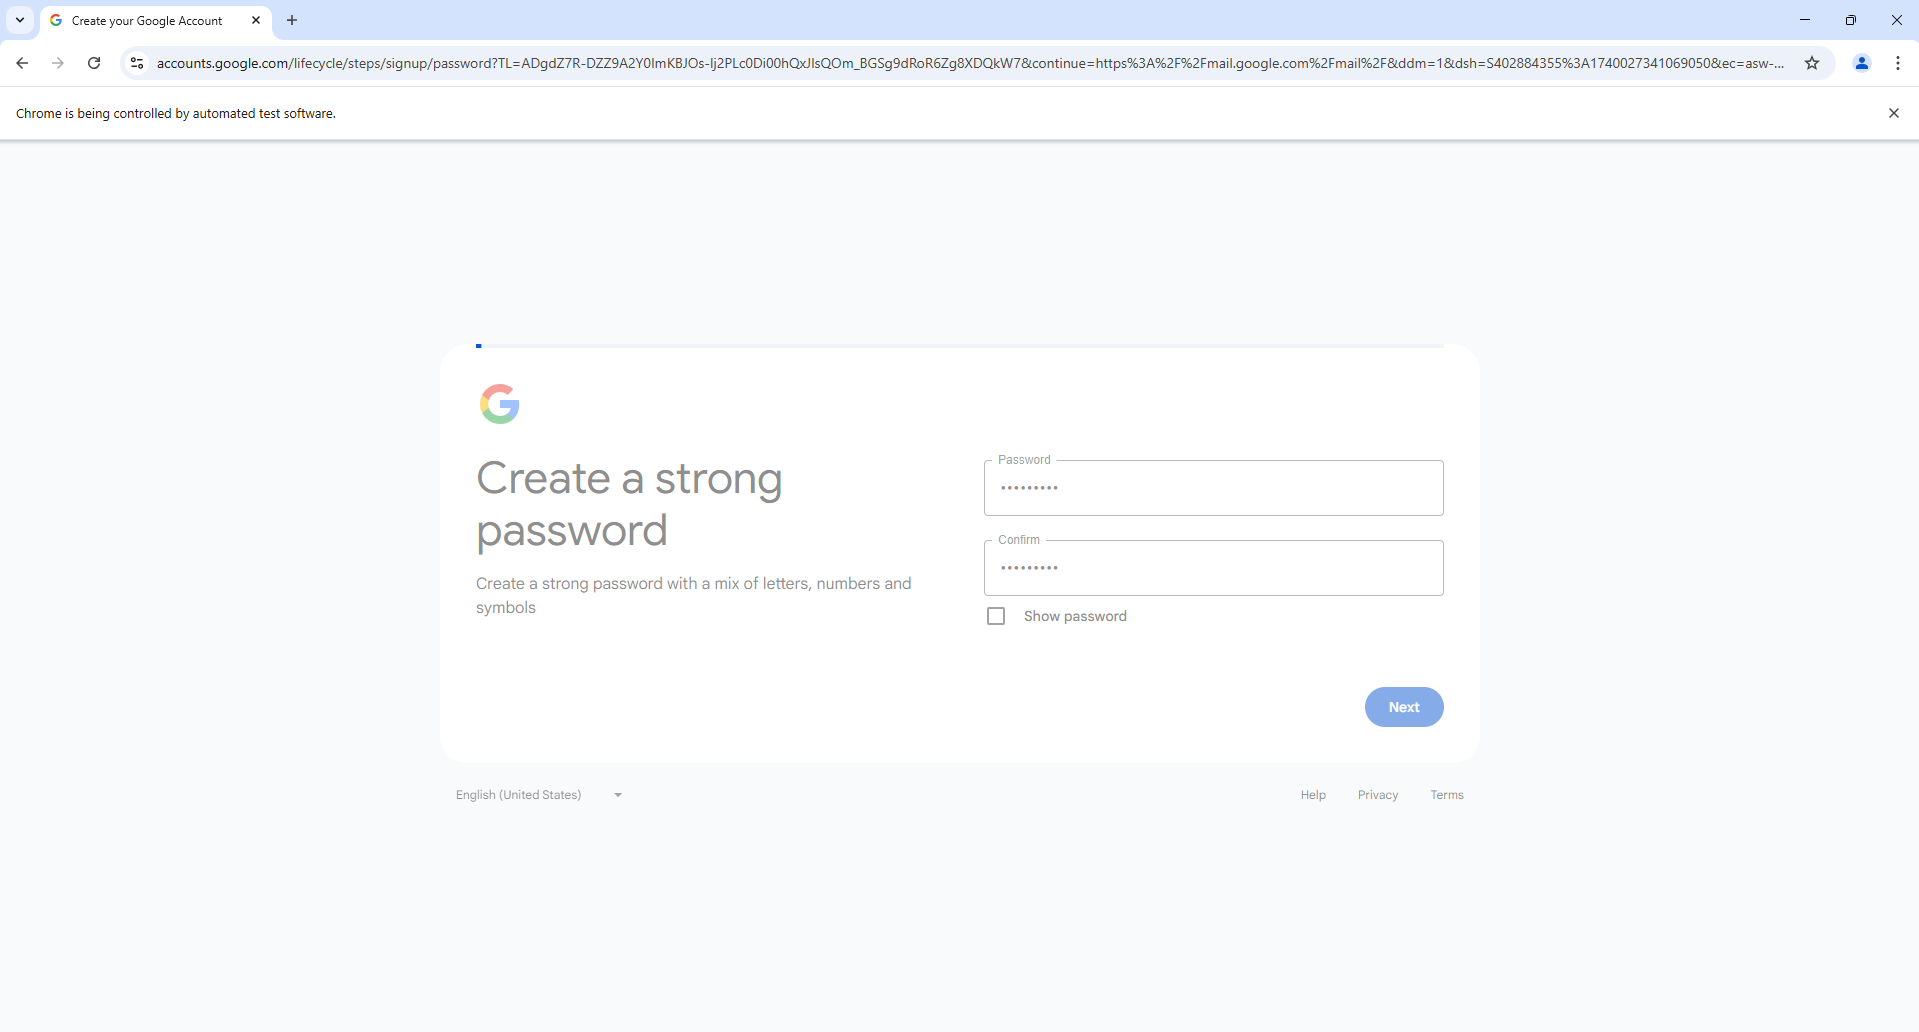 Create your Google Account
accounts.google.com/lifecycle/steps/signup/password?TL=ADgdZ7R-DZZ9A2Y0ImKBJOs-Ij2PLc0Di00hQxJIsQOm_BGSg9dRoR6Zg8XDQkW7&continue=https%3A%2F%2Fmail.google.com%2Fmail%2F&ddm=1&dsh=S402884355%3A1740027341069050&ec=asw-...
Chrome is being controlled by automated test software.
Create a strong
password
Create a strong password with a mix of letters, numbers and
symbols
Password
•••••••••
Confirm
•••••••••
Show password
Next
English (United States)
Help Privacy Terms